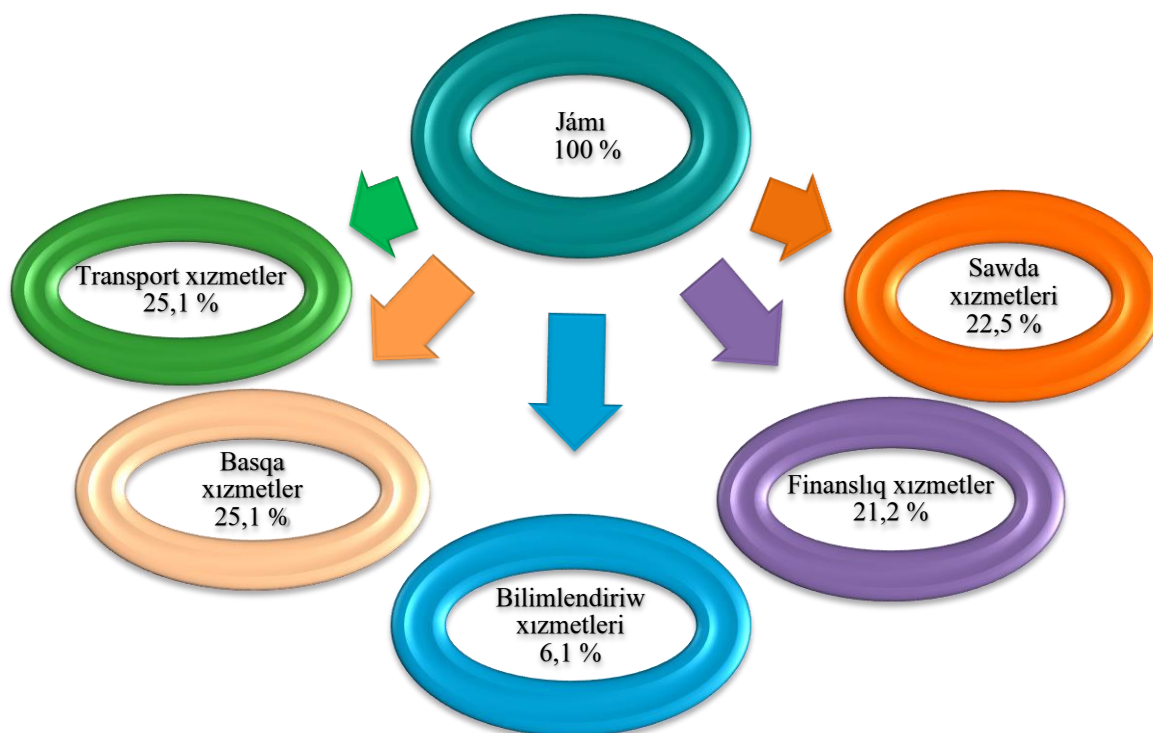 Jámı
100 %
Transport xızmetler
25,1 %
Sawda
xızmetleri
22,5 %
Basqa
xızmetler
25,1 %
Finanslıq xızmetler
21,2 %
Bilimlendiriw
xızmetleri
6,1 %